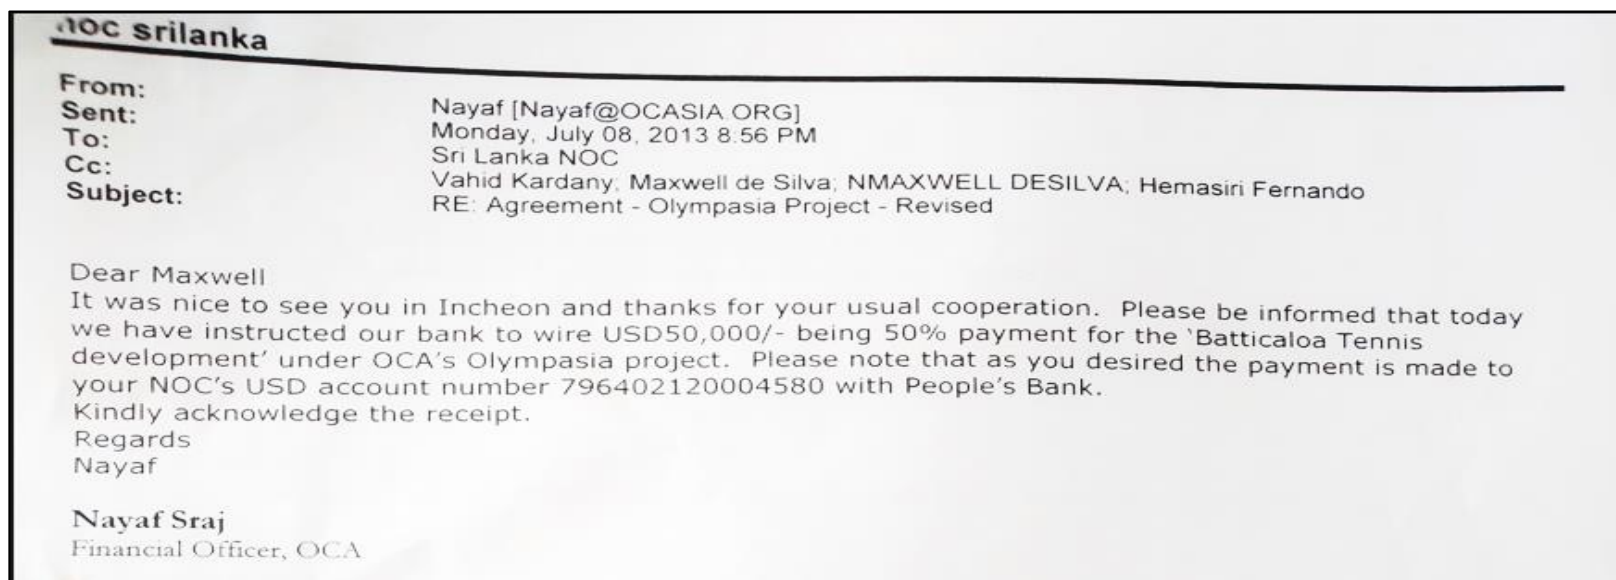 noc srilanka
From: Nayaf [Nayaf@OCASIA.ORG]
Sent: Monday, July 08, 2013 8:56 PM
To: Sri Lanka NOC
Cc: Vahid Kardany; Maxwell de Silva; NMAXWELL DESILVA; Hemasiri Fernando
Subject: RE: Agreement - Olympasia Project - Revised
Dear Maxwell
It was nice to see you in Incheon and thanks for your usual cooperation. Please be informed that today
we have instructed our bank to wire USD50,000/- being 50% payment for the ‘Batticaloa Tennis
development’ under OCA’s Olympasia project. Please note that as you desired the payment is made to
your NOC’s USD account number 796402120004580 with People’s Bank.
Kindly acknowledge the receipt.
Regards
Nayaf
Nayaf Sraj
Financial Officer, OCA